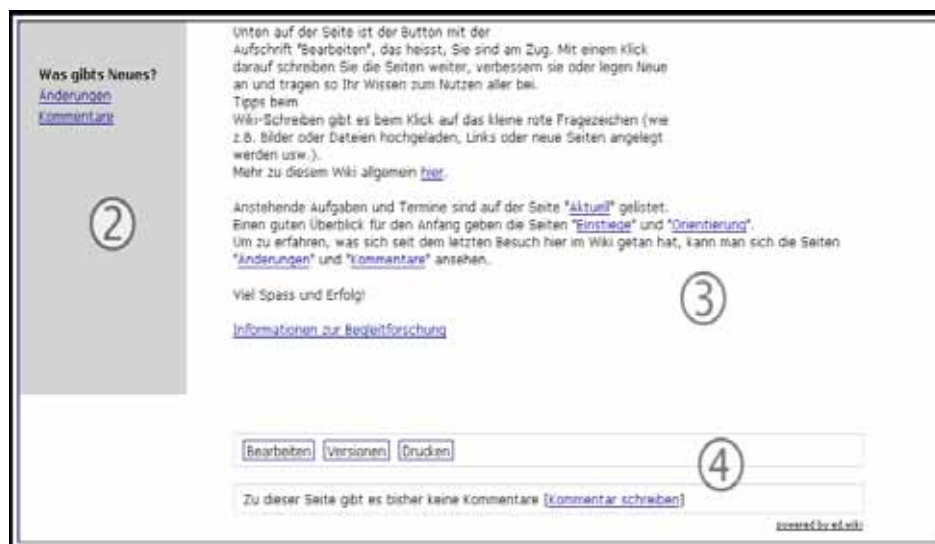 Was gibts Neues?
Änderungen
Kommentare
2
Unten auf der Seite ist der Button mit der
Aufschrift "Bearbeiten", das heisst, Sie sind am Zug. Mit einem Klick
darauf schreiben Sie die Seiten weiter, verbessern sie oder legen Neue
an und tragen so Ihr Wissen zum Nutzen aller bei.
Tipps beim
Wiki-Schreiben gibt es beim Klick auf das kleine rote Fragezeichen (wie
z.B. Bilder oder Dateien hochgeladen, Links oder neue Seiten angelegt
werden usw.).
Mehr zu diesem Wiki allgemein hier.
Anstehende Aufgaben und Termine sind auf der Seite "Aktuell" gelistet.
Einen guten Überblick für den Anfang geben die Seiten "Einstiege" und "Orientierung".
Um zu erfahren, was sich seit dem letzten Besuch hier im Wiki getan hat, kann man sich die Seiten
"Änderungen" und "Kommentare" ansehen.
3
Viel Spass und Erfolg!
Informationen zur Begleitforschung
Bearbeiten Versionen Drucken
4
Zu dieser Seite gibt es bisher keine Kommentare [Kommentar schreiben]
powered by ed.wiki